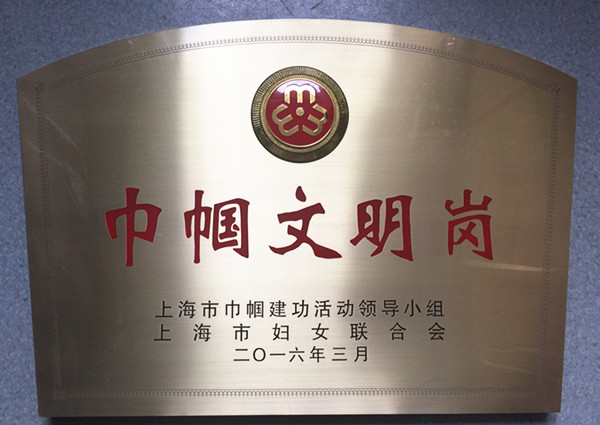 巾帼文明岗
上海市巾帼建功活动领导小组
上海市妇女联合会
二〇一六年三月